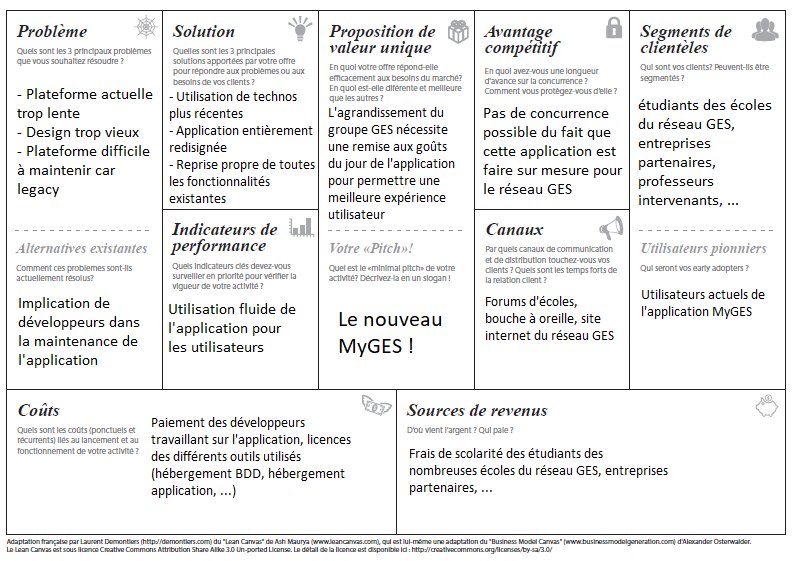 Problème
Quels sont les 3 principaux problèmes
que vous souhaitez résoudre ?
- Plateforme actuelle
trop lente
- Design trop vieux
- Plateforme difficile
à maintenir car
legacy
Alternatives existantes
Comment ces problemes sont-ils
actuellement résolus?
Implication de
développeurs dans
la maintenance de
l'application
Solution
Quelles sont les 3 principales
solutions apportées par votre offre
pour répondre aux problèmes ou aux
besoins de vos clients ?
- Utilisation de technos
plus récentes
- Application entièrement
redisignée
- Reprise propre de toutes
les fonctionnalités
existantes
Indicateurs de
performance
Quels indicateurs clés devez-vous
surveiller en priorité pour vérifier la
vigueur de votre activité ?
Utilisation fluide de
l'application pour
les utilisateurs
Proposition de
valeur unique
En quoi votre offre répond-elle
efficacement aux besoins du marché?
En quoi est-elle diférente et meilleure
que les autres ?
L'agrandissement du
groupe GES nécessite
une remise aux goûts
du jour de l'application
pour permettre une
meilleure expérience
utilisateur
Votre «Pitch»!
Quel est le «minimal pitch» de votre
activité? Décrivez-la en un slogan !
Le nouveau
MyGES !
Avantage
compétitif
En quoi avez-vous une longueur
d'avance sur la concurrence ?
Comment vous protégez-vous d'elle ?
Pas de concurrence
possible du fait que
cette application est
faire sur mesure pour
le réseau GES
Canaux
Par quels canaux de communication
et de distribution touchez-vous vos
clients ? Quels sont les temps forts de
la relation client ?
Forums d'écoles,
bouche à oreille, site
internet du réseau GES
Segments de
clientèles
Qui sont vos clients? Peuvent-ils être
segmentés ?
étudiants des écoles
du réseau GES,
entreprises
partenaires,
professeurs
intervenants, ...
Utilisateurs pionniers
Qui seront vos early adopters ?
Utilisateurs actuels de
l'application MyGES
Coûts
Quels sont les coûts (ponctuels et
récurrents) liés au lancement et au
fonctionnement de votre activité ?
Paiement des développeurs
travaillant sur l'application, licences
des différents outils utilisés
(hébergement BDD, hébergement
application, ...)
Sources de revenus
D'où vient l'argent ? Qui paie ?
Frais de scolarité des étudiants des
nombreuses écoles du réseau GES, entreprises
partenaires, ...
Adaptation française par Laurent Demontiers (http://demontiers.com) du "Lean Canvas" de Ash Maurya (www.leancanvas.com), qui est lui-même une adaptation du "Business Model Canvas" (www.businessmodelgeneration.com) d'Alexander Osterwalder.
Le Lean Canvas est sous licence Creative Commons Attribution Share Alike 3.0 Un-ported License. Le détail de la licence est disponible ici : http://creativecommons.org/licenses/by-sa/3.0/